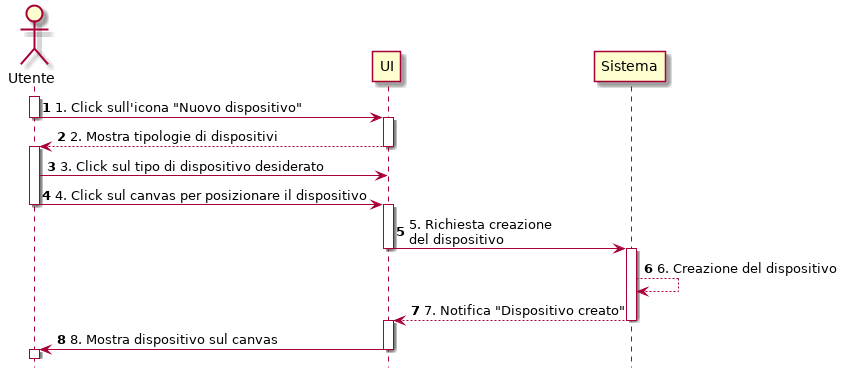 Utente
UI
Sistema
1 1. Click sull'icona "Nuovo dispositivo"
2 2. Mostra tipologie di dispositivi
3 3. Click sul tipo di dispositivo desiderato
4 4. Click sul canvas per posizionare il dispositivo
5 5. Richiesta creazione
del dispositivo
6 6. Creazione del dispositivo
7 7. Notifica "Dispositivo creato"
8 8. Mostra dispositivo sul canvas